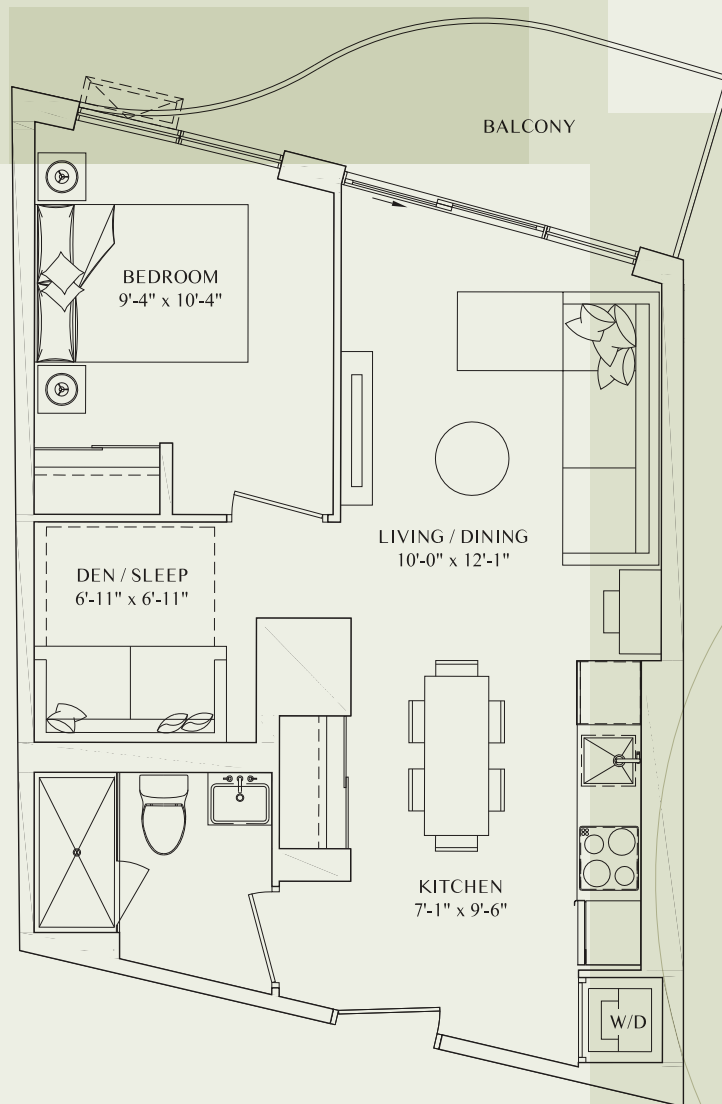 BALCONY
BEDROOM
9'-4" x 10'-4"
LIVING / DINING
10'-0" x 12'-1"
DEN / SLEEP
6'-11" x 6'-11"
KITCHEN
7'-1" x 9'-6"
W/D